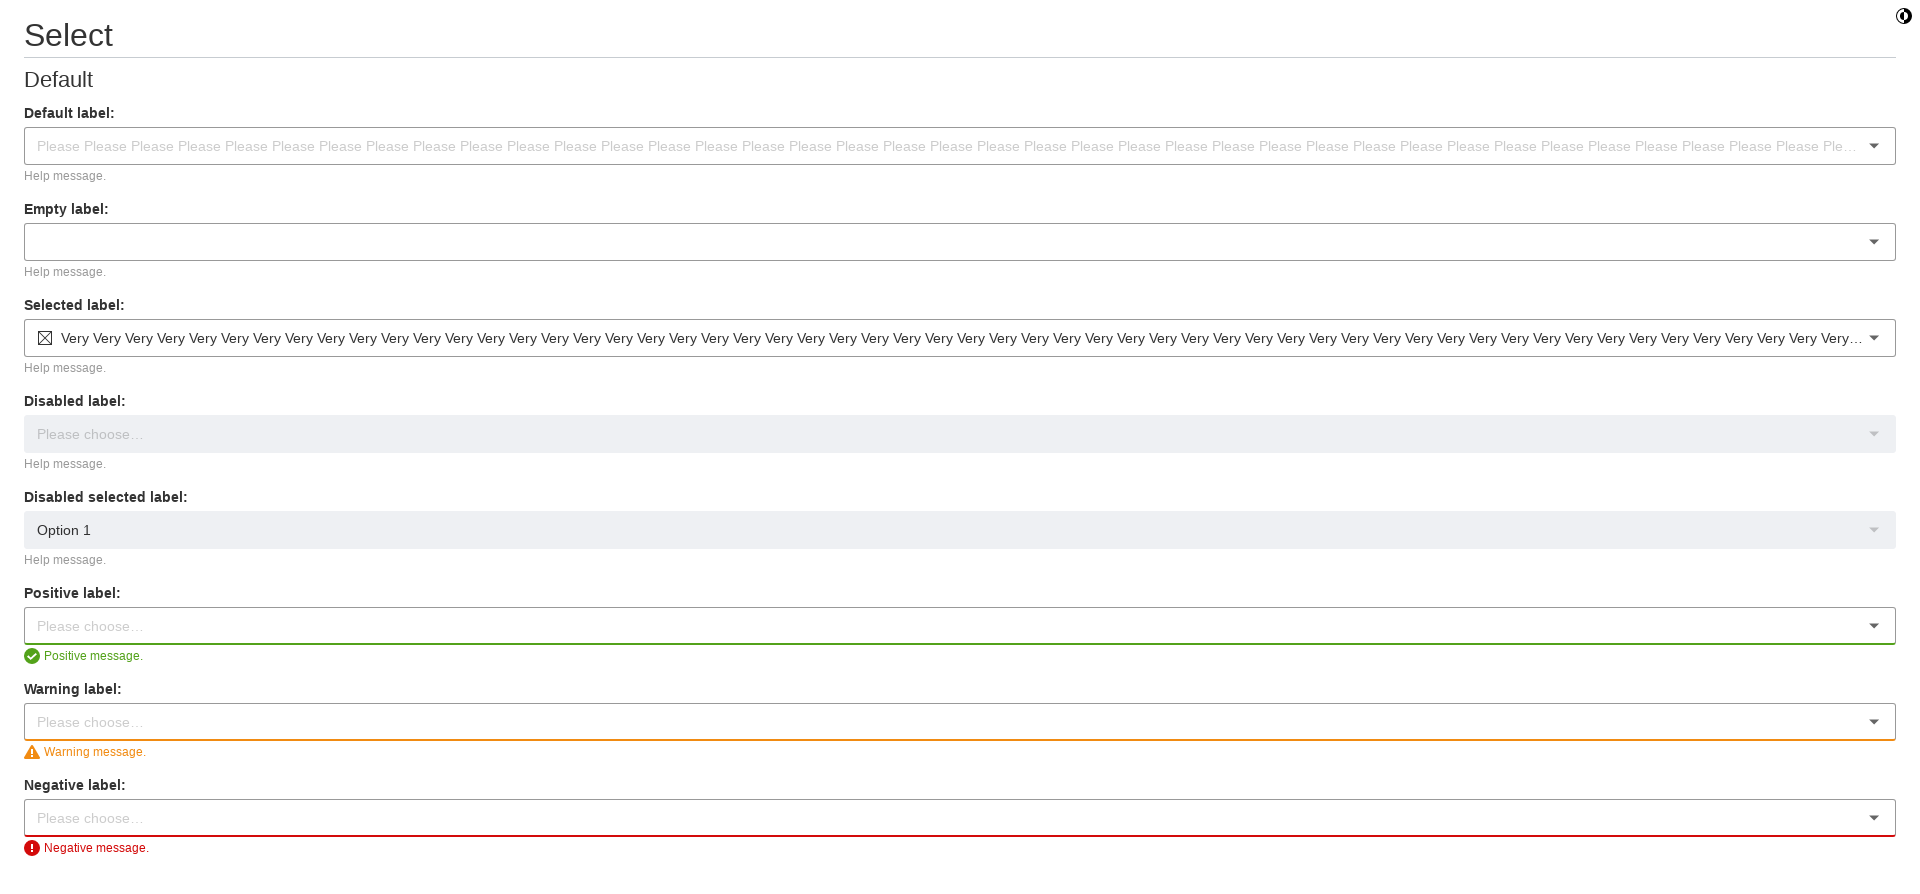 Select
Default
Default label:
Please Please Please Please Please Please Please Please Please Please Please Please Please Please Please Please Please Please Please Please Please Please Please Please Please Please Please Please Please Please Please Please Please Please Please Please Please Please Ple…
Help message.
Empty label:
Help message.
Selected label:
Very Very Very Very Very Very Very Very Very Very Very Very Very Very Very Very Very Very Very Very Very Very Very Very Very Very Very Very Very Very Very Very Very Very Very Very Very Very Very Very Very Very Very Very Very Very Very Very Very Very Very Very Very Very Very Very…
Help message.
Disabled label:
Please choose…
Help message.
Disabled selected label:
Option 1
Help message.
Positive label:
Please choose…
Positive message.
Warning label:
Please choose…
Warning message.
Negative label:
Please choose…
Negative message.